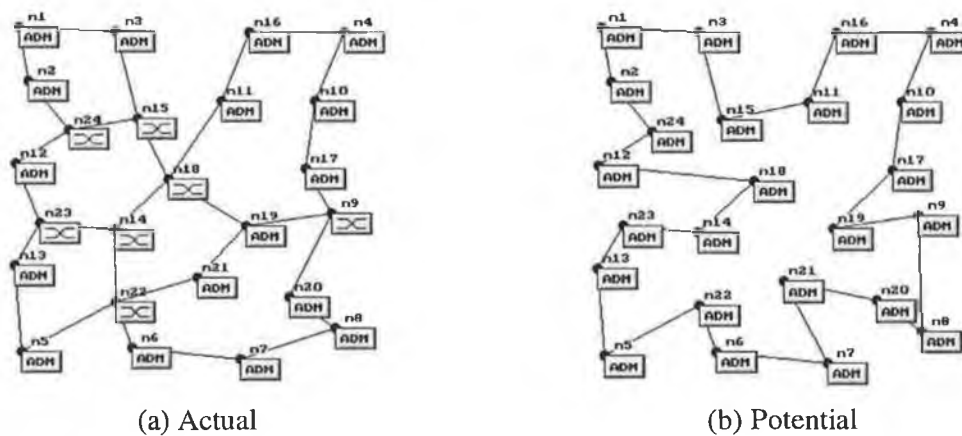 n1 n3 n16 n4
ADM ADM ADM ADM
n2 n11 n10
ADM ADM ADM
n24 n15
n12 n18 n17
ADM ADM
n23 n14 n19 n9
ADM
n13 n21 n20
ADM ADM ADM
n22 n8
ADM
n5 n6 n7
ADM ADM ADM
(a) Actual
n1 n3 n16 n4
ADM ADM ADM ADM
n2 n11 n10
ADM ADM ADM
n24 n15
ADM ADM
n12 n18 n17
ADM ADM ADM
n23 n14 n19 n9
ADM ADM ADM ADM
n13 n21 n20
ADM ADM ADM
n22 n8
ADM ADM
n5 n6 n7
ADM ADM ADM
(b) Potential